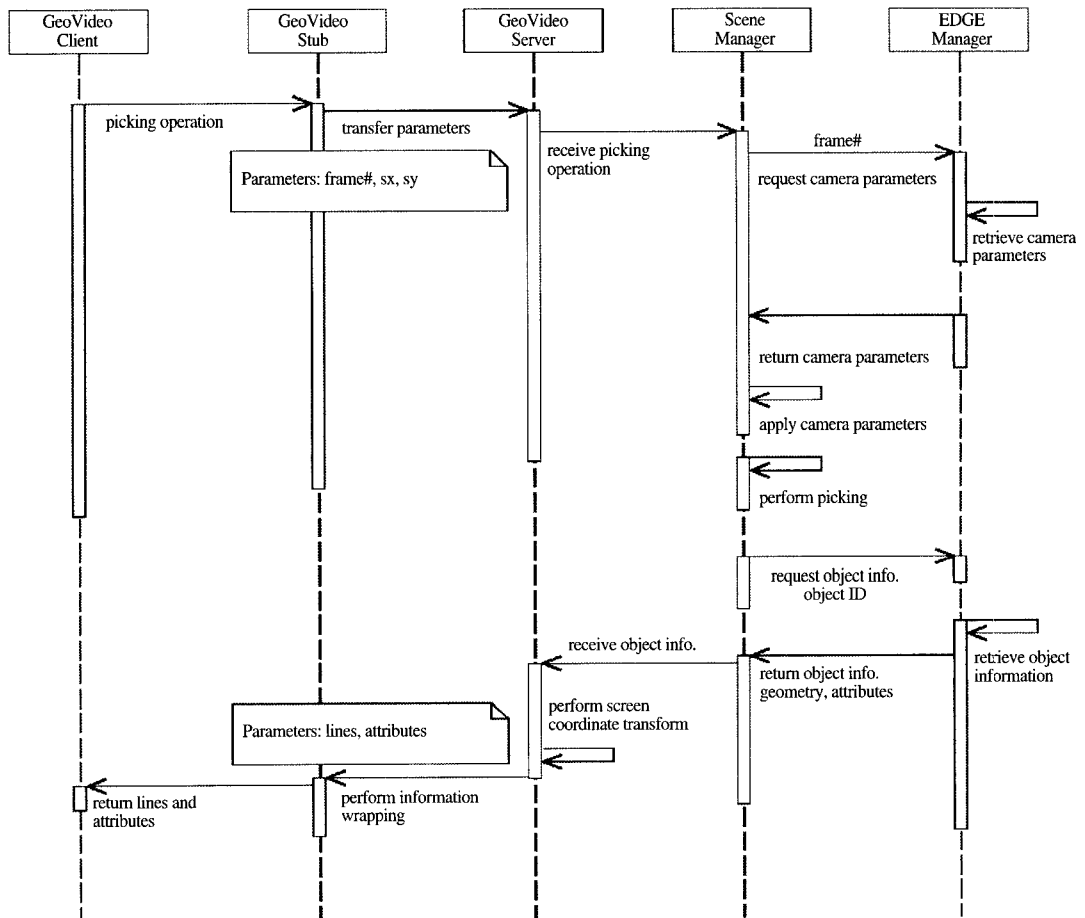 GeoVideo
Client
GeoVideo
Stub
GeoVideo
Server
Scene
Manager
EDGE
Manager
picking operation
transfer parameters
receive picking
operation
frame#
request camera parameters
Parameters: frame#, sx, sy
retrieve camera
parameters
return camera parameters
apply camera parameters
perform picking
request object info.
object ID
receive object info.
return object info.
geometry, attributes
retrieve object
information
perform screen
coordinate transform
Parameters: lines, attributes
perform information
wrapping
return lines and
attributes